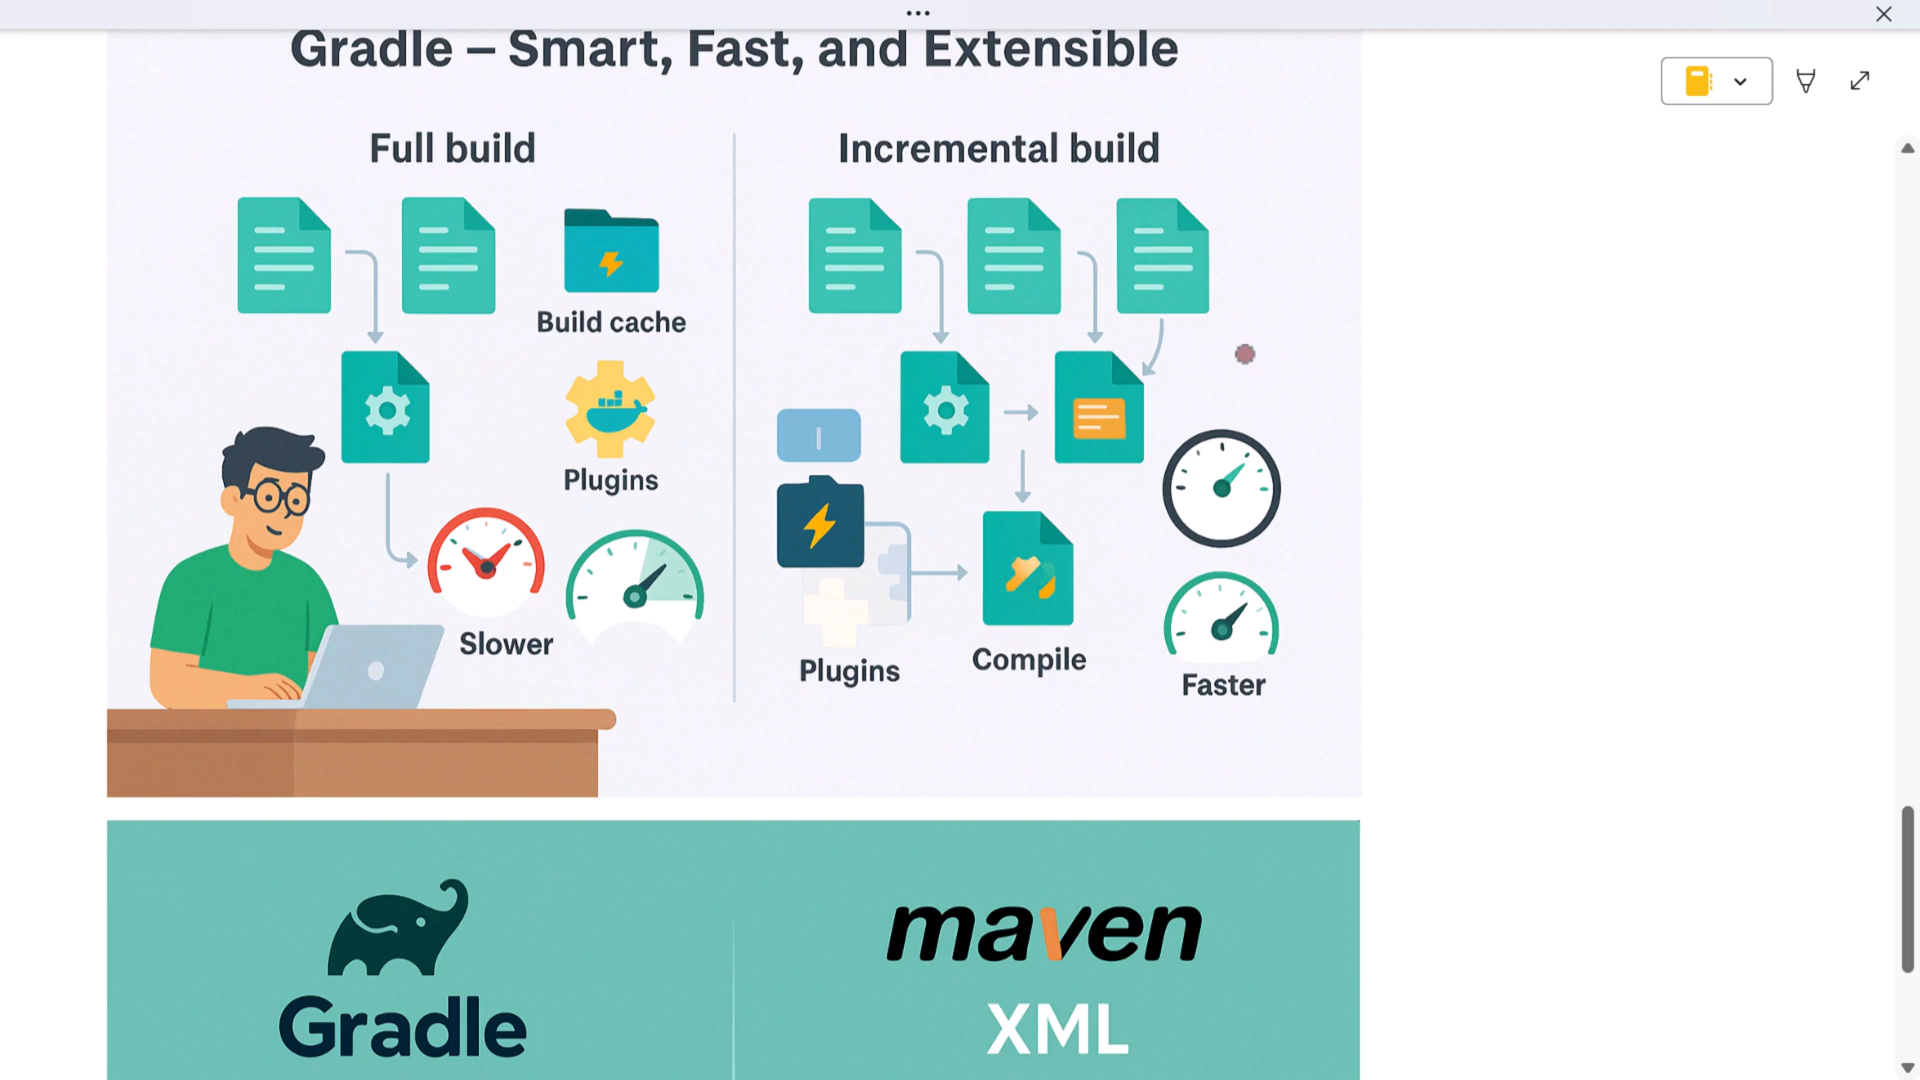 Gradle – Smart, Fast, and Extensible
Full build
Build cache
Plugins
Slower
Incremental build
Plugins
Compile
Faster
Gradle
maven
XML